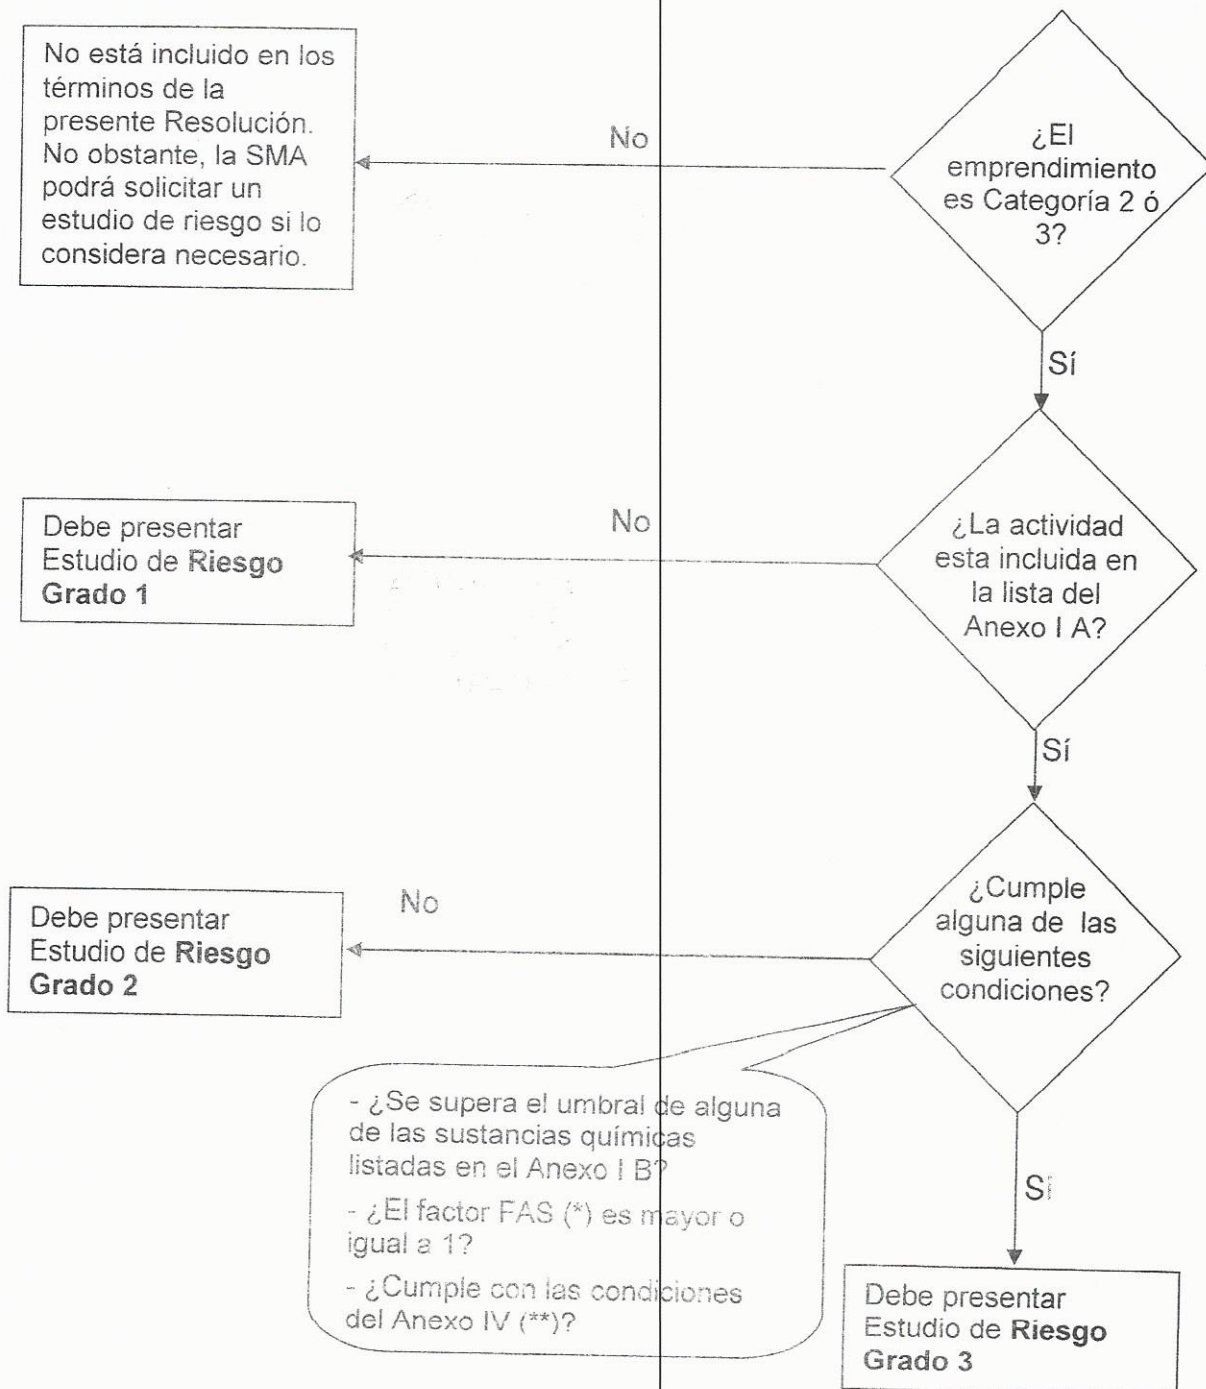 No está incluido en los
términos de la
presente Resolución.
No obstante, la SMA
podrá solicitar un
estudio de riesgo si lo
considera necesario.
No
¿El
emprendimiento
es Categoría 2 ó
3?
Sí
Debe presentar
Estudio de Riesgo
Grado 1
No
¿La actividad
esta incluida en
la lista del
Anexo I A?
Sí
Debe presentar
Estudio de Riesgo
Grado 2
No
¿Cumple
alguna de las
siguientes
condiciones?
- ¿Se supera el umbral de alguna
de las sustancias químicas
listadas en el Anexo I B?
- ¿El factor FAS (*) es mayor o
igual a 1?
- ¿Cumple con las condiciones
del Anexo IV (**)?
Sí
Debe presentar
Estudio de Riesgo
Grado 3